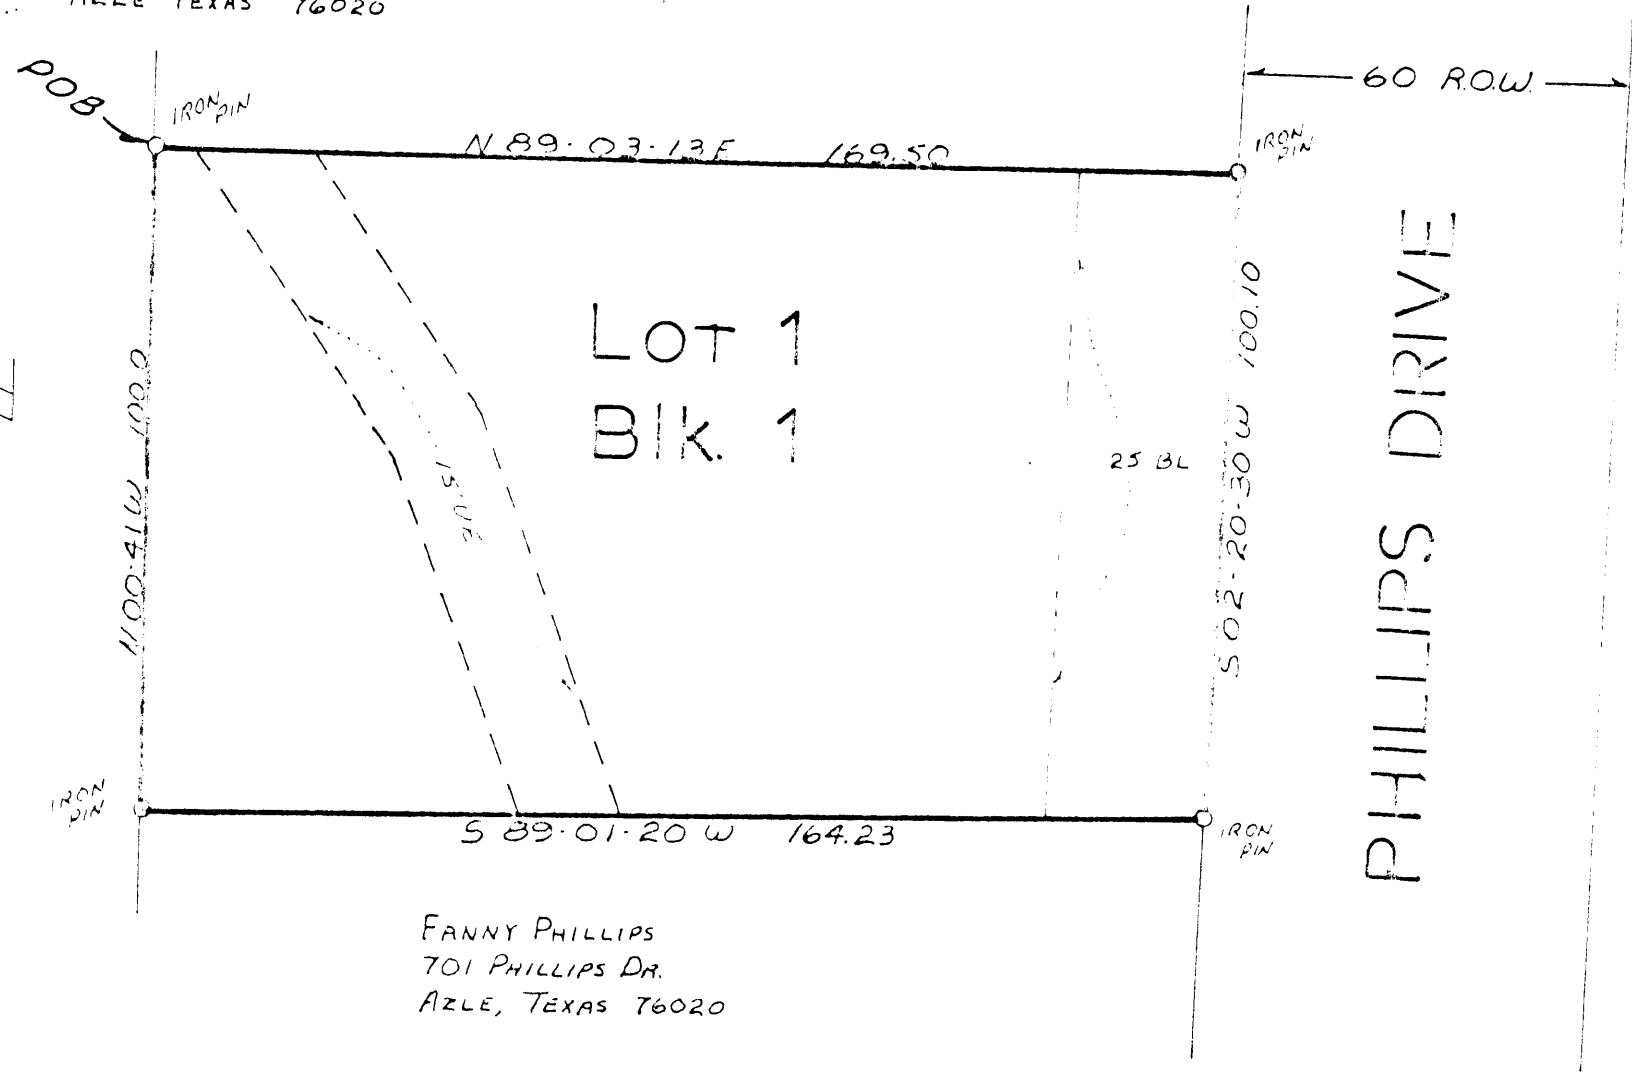 AZLE TEXAS 76020
POB
IRON PIN
N 89·03·13E 169.50
60 R.O.W.
IRON PIN
LOT 1
Blk. 1
N 00·41W 100.0
15' UE
25 BL
S 02·20·30 W 100.10
PHILLIPS DRIVE
IRON PIN
S 89·01·20 W 164.23
IRON PIN
FANNY PHILLIPS
701 PHILLIPS DR.
AZLE, TEXAS 76020